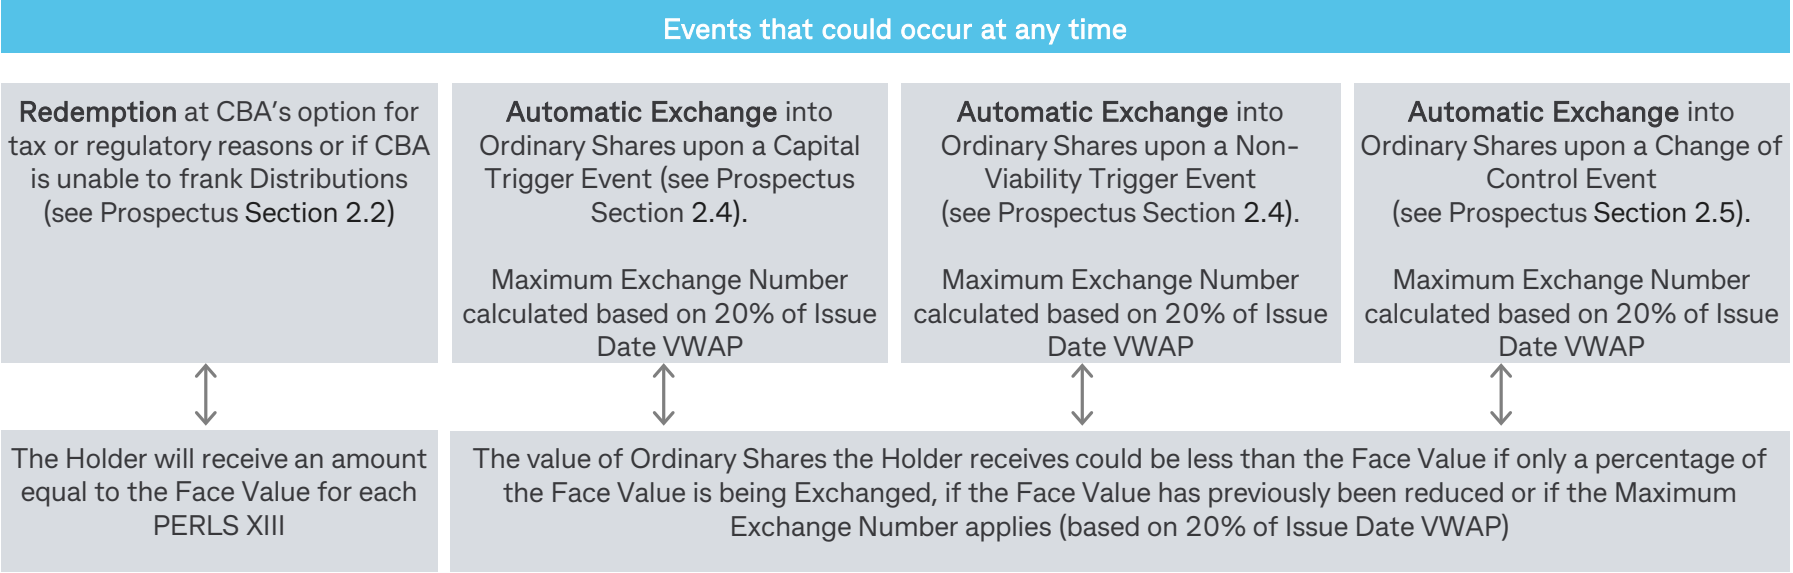 Events that could occur at any time
Redemption at CBA's option for
tax or regulatory reasons or if CBA
is unable to frank Distributions
(see Prospectus Section 2.2)
Automatic Exchange into
Ordinary Shares upon a Capital
Trigger Event (see Prospectus
Section 2.4).
Maximum Exchange Number
calculated based on 20% of Issue
Date VWAP
Automatic Exchange into
Ordinary Shares upon a Non-
Viability Trigger Event
(see Prospectus Section 2.4).
Maximum Exchange Number
calculated based on 20% of Issue
Date VWAP
Automatic Exchange into
Ordinary Shares upon a Change of
Control Event
(see Prospectus Section 2.5).
Maximum Exchange Number
calculated based on 20% of Issue
Date VWAP
The Holder will receive an amount
equal to the Face Value for each
PERLS XIII
The value of Ordinary Shares the Holder receives could be less than the Face Value if only a percentage of
the Face Value is being Exchanged, if the Face Value has previously been reduced or if the Maximum
Exchange Number applies (based on 20% of Issue Date VWAP)